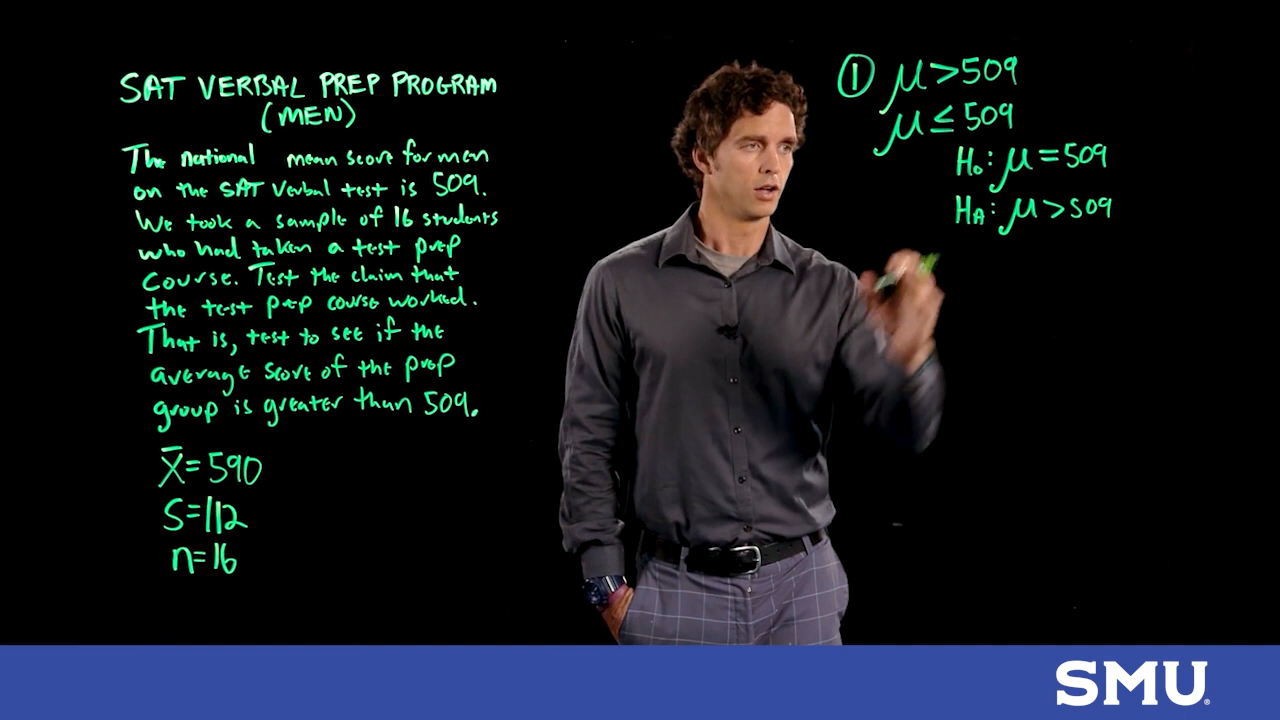 SAT VERBAL PREP PROGRAM
(MEN)
The national mean score for men
on the SAT Verbal test is 509.
We took a sample of 16 students
who had taken a test prep
course. Test the claim that
the test prep course worked.
That is, test to see if the
average score of the prep
group is greater than 509.
X̄=590
S=112
n=16
① μ>509
μ≤509
H₀: μ=509
Hₐ: μ>509
SMU